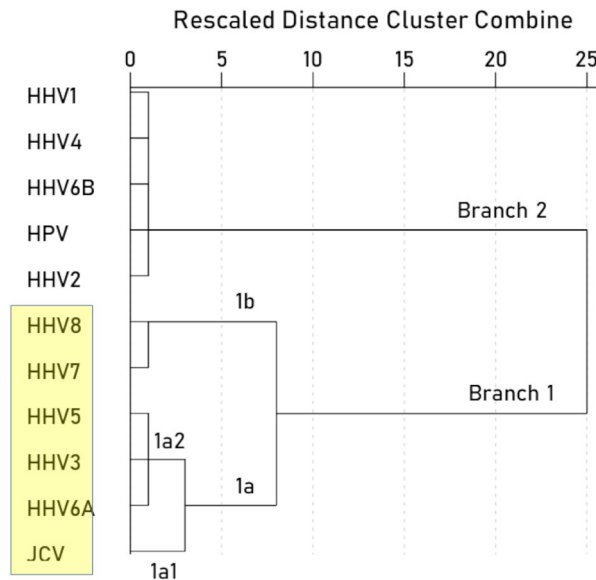 Rescaled Distance Cluster Combine
0 5 10 15 20 25
HHV1
HHV4
HHV6B
HPV
Branch 2
HHV2
HHV8
1b
HHV7
Branch 1
HHV5
1a2
HHV3
1a
HHV6A
JCV
1a1